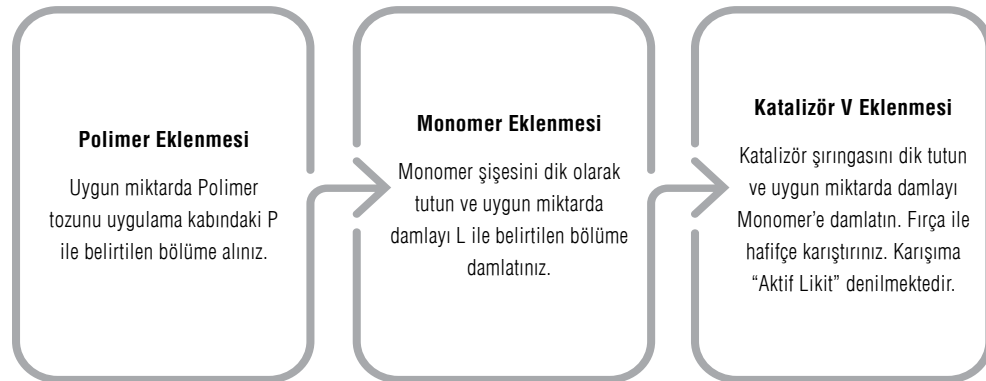 Polimer Eklenmesi
Uygun miktarda Polimer
tozunu uygulama kabındaki P
ile belirtilen bölüme alınız.
Monomer Eklenmesi
Monomer şişesini dik olarak
tutun ve uygun miktarda
damlayı L ile belirtilen bölüme
damlatınız.
Katalizör V Eklenmesi
Katalizör şırıngasını dik tutun
ve uygun miktarda damlayı
Monomer’e damlatın. Fırça ile
hafifçe karıştırınız. Karışıma
“Aktif Likit” denilmektedir.